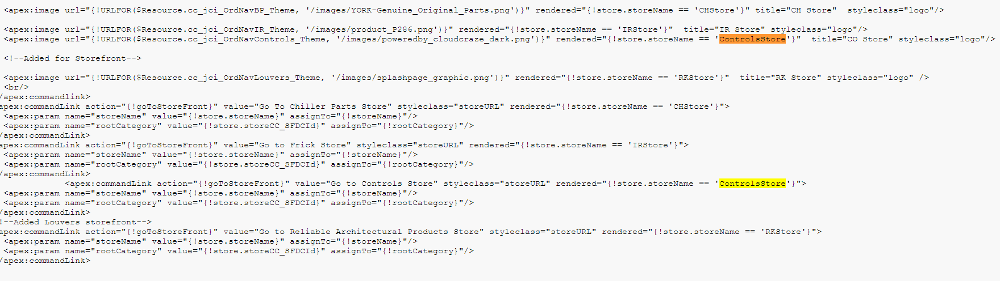 <apex:image url="{!URLFOR($Resource.cc_jci_OrdNavBP_Theme, '/images/YORK-Genuine_Original_Parts.png')}" rendered="{!store.storeName == 'CHStore'}" title="CH Store"  styleclass="logo"/>
<apex:image url="{!URLFOR($Resource.cc_jci_OrdNavIR_Theme, '/images/product_P286.png')}" rendered="{!store.storeName == 'IRStore'}"  title="IR Store" styleclass="logo"/>
<apex:image url="{!URLFOR($Resource.cc_jci_OrdNavControls_Theme, '/images/poweredby_cloudcraze_dark.png')}" rendered="{!store.storeName == 'ControlsStore'}"  title="CO Store" styleclass="logo"/>
<!--Added for Storefront-->
<apex:image url="{!URLFOR($Resource.cc_jci_OrdNavLouvers_Theme, '/images/splashpage_graphic.png')}" rendered="{!store.storeName == 'RKStore'}"  title="RK Store" styleclass="logo" />
<br/>
/apex:commandlink>
apex:commandLink action="{!goToStoreFront}" value="Go To Chiller Parts Store" styleclass="storeURL" rendered="{!store.storeName == 'CHStore'}">
<apex:param name="storeName" value="{!store.storeName}" assignTo="{!storeName}"/>
<apex:param name="rootCategory" value="{!store.storeCC_SFDCId}" assignTo="{!rootCategory}"/>
/apex:commandLink>
apex:commandLink action="{!goToStoreFront}" value="Go to Frick Store" styleclass="storeURL" rendered="{!store.storeName == 'IRStore'}">
<apex:param name="storeName" value="{!store.storeName}" assignTo="{!storeName}"/>
<apex:param name="rootCategory" value="{!store.storeCC_SFDCId}" assignTo="{!rootCategory}"/>
/apex:commandLink>
<apex:commandLink action="{!goToStoreFront}" value="Go to Controls Store" styleclass="storeURL" rendered="{!store.storeName == 'ControlsStore'}">
<apex:param name="storeName" value="{!store.storeName}" assignTo="{!storeName}"/>
<apex:param name="rootCategory" value="{!store.storeCC_SFDCId}" assignTo="{!rootCategory}"/>
/apex:commandLink>
!--Added Louvers storefront-->
apex:commandLink action="{!goToStoreFront}" value="Go to Reliable Architectural Products Store" styleclass="storeURL" rendered="{!store.storeName == 'RKStore'}">
<apex:param name="storeName" value="{!store.storeName}" assignTo="{!storeName}"/>
<apex:param name="rootCategory" value="{!store.storeCC_SFDCId}" assignTo="{!rootCategory}"/>
/apex:commandLink>